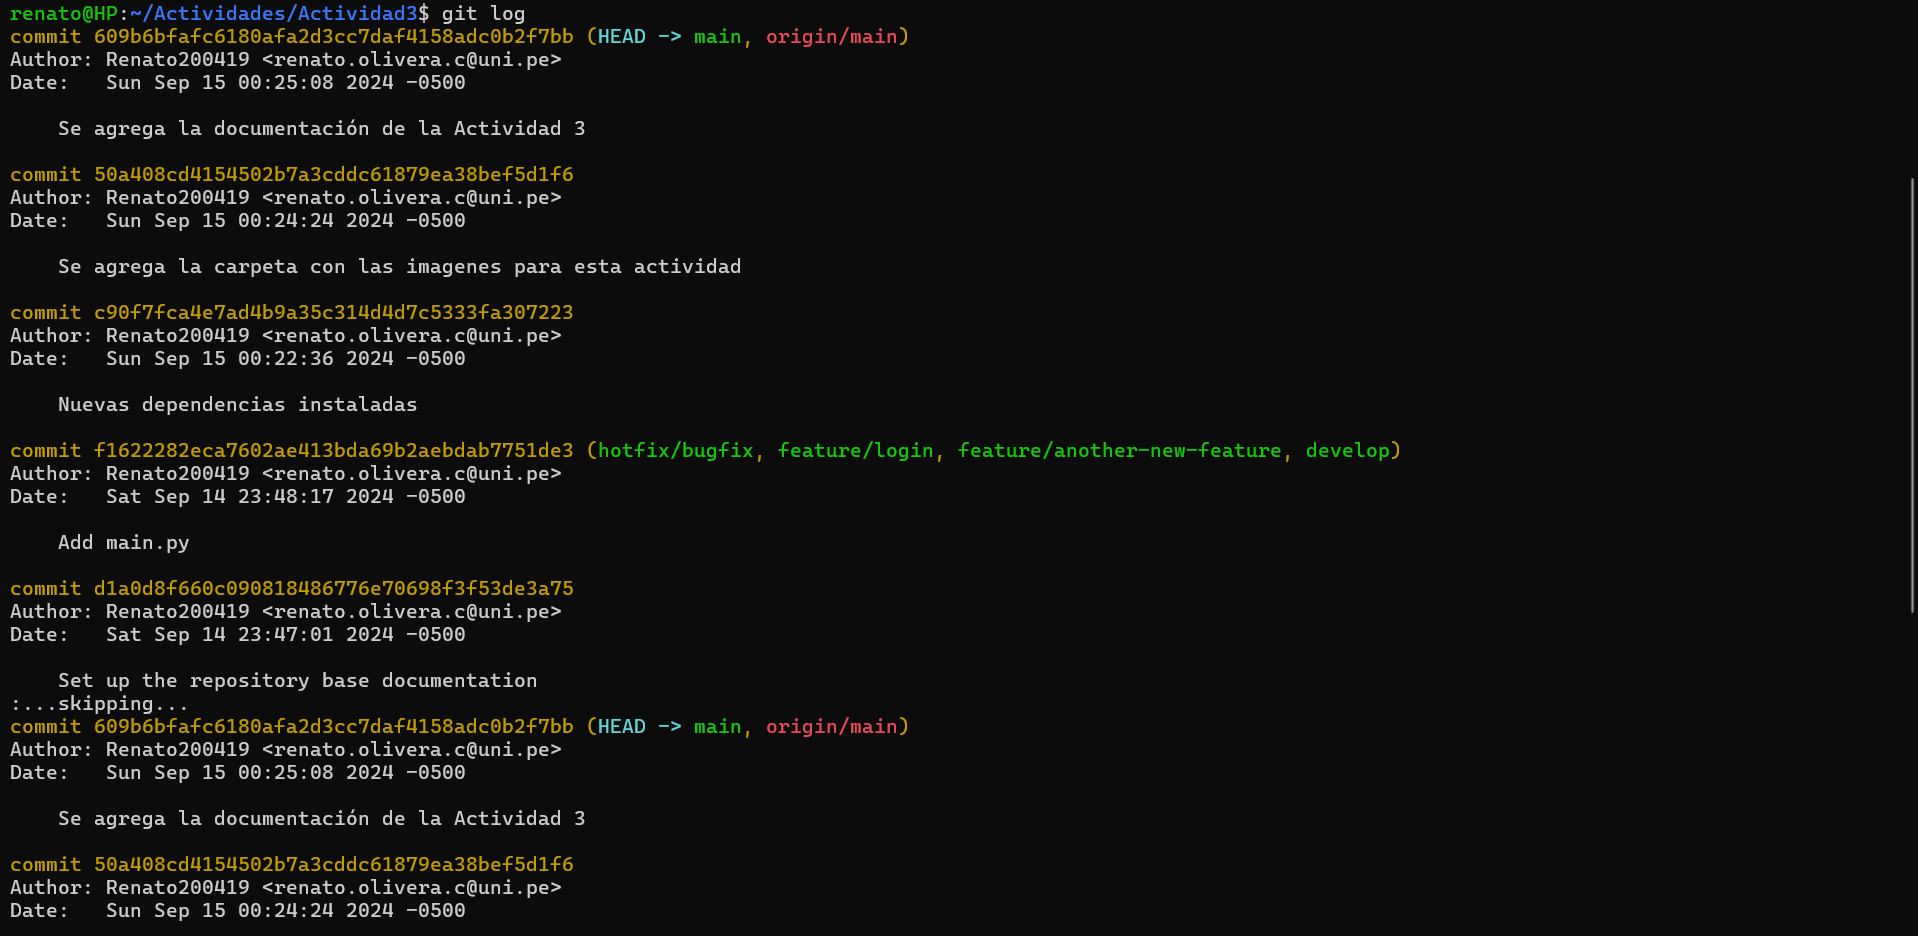 renato@HP:~/Actividades/Actividad3$ git log
commit 609b6bfafc6180afa2d3cc7daf4158adc0b2f7bb (HEAD -> main, origin/main)
Author: Renato200419 <renato.olivera.c@uni.pe>
Date:   Sun Sep 15 00:25:08 2024 -0500

    Se agrega la documentación de la Actividad 3

commit 50a408cd4154502b7a3cddc61879ea38bef5d1f6
Author: Renato200419 <renato.olivera.c@uni.pe>
Date:   Sun Sep 15 00:24:24 2024 -0500

    Se agrega la carpeta con las imagenes para esta actividad

commit c90f7fca4e7ad4b9a35c314d4d7c5333fa307223
Author: Renato200419 <renato.olivera.c@uni.pe>
Date:   Sun Sep 15 00:22:36 2024 -0500

    Nuevas dependencias instaladas

commit f1622282eca7602ae413bda69b2aebdab7751de3 (hotfix/bugfix, feature/login, feature/another-new-feature, develop)
Author: Renato200419 <renato.olivera.c@uni.pe>
Date:   Sat Sep 14 23:48:17 2024 -0500

    Add main.py

commit d1a0d8f660c090818486776e70698f3f53de3a75
Author: Renato200419 <renato.olivera.c@uni.pe>
Date:   Sat Sep 14 23:47:01 2024 -0500

    Set up the repository base documentation
:...skipping...
commit 609b6bfafc6180afa2d3cc7daf4158adc0b2f7bb (HEAD -> main, origin/main)
Author: Renato200419 <renato.olivera.c@uni.pe>
Date:   Sun Sep 15 00:25:08 2024 -0500

    Se agrega la documentación de la Actividad 3

commit 50a408cd4154502b7a3cddc61879ea38bef5d1f6
Author: Renato200419 <renato.olivera.c@uni.pe>
Date:   Sun Sep 15 00:24:24 2024 -0500